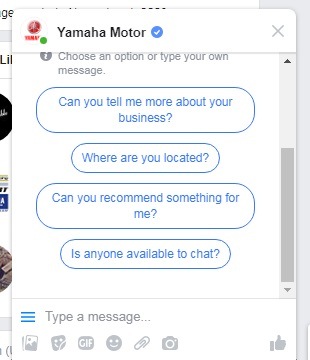 Yamaha Motor
YAMAHA
Choose an option or type your own
message.
Can you tell me more about your
business?
Where are you located?
Can you recommend something for
me?
Is anyone available to chat?
Type a message...
GIF